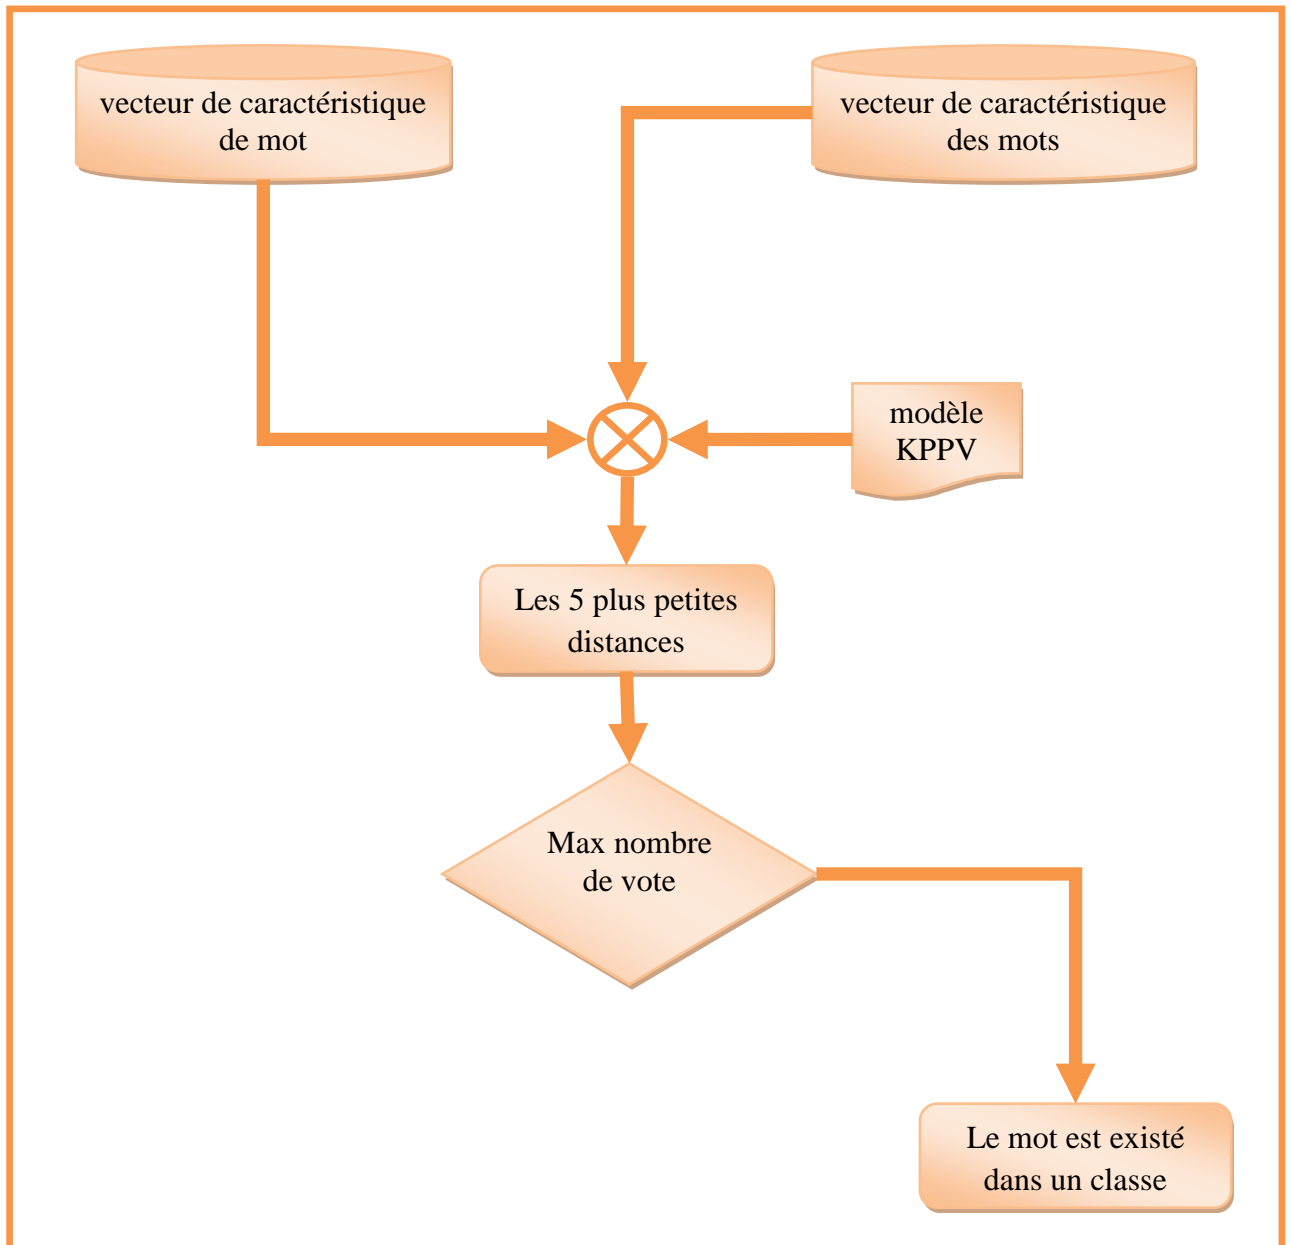 vecteur de caractéristique
de mot
vecteur de caractéristique
des mots
modèle
KPPV
Les 5 plus petites
distances
Max nombre
de vote
Le mot est existé
dans un classe